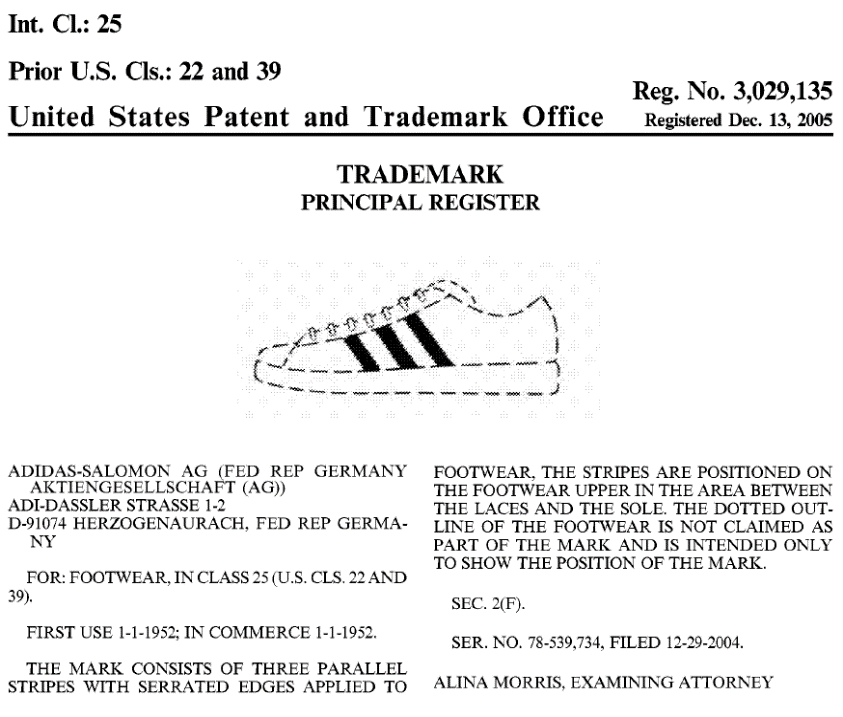 Int. Cl.: 25
Prior U.S. Cls.: 22 and 39
Reg. No. 3,029,135
United States Patent and Trademark Office
Registered Dec. 13, 2005
TRADEMARK
PRINCIPAL REGISTER
ADIDAS-SALOMON AG (FED REP GERMANY
AKTIENGESELLSCHAFT (AG))
ADI-DASSLER STRASSE 1-2
D-91074 HERZOGENAURACH, FED REP GERMA-
NY
FOR: FOOTWEAR, IN CLASS 25 (U.S. CLS. 22 AND
39).
FIRST USE 1-1-1952; IN COMMERCE 1-1-1952.
THE MARK CONSISTS OF THREE PARALLEL
STRIPES WITH SERRATED EDGES APPLIED TO
FOOTWEAR, THE STRIPES ARE POSITIONED ON
THE FOOTWEAR UPPER IN THE AREA BETWEEN
THE LACES AND THE SOLE. THE DOTTED OUT-
LINE OF THE FOOTWEAR IS NOT CLAIMED AS
PART OF THE MARK AND IS INTENDED ONLY
TO SHOW THE POSITION OF THE MARK.
SEC. 2(F).
SER. NO. 78-539,734, FILED 12-29-2004.
ALINA MORRIS, EXAMINING ATTORNEY